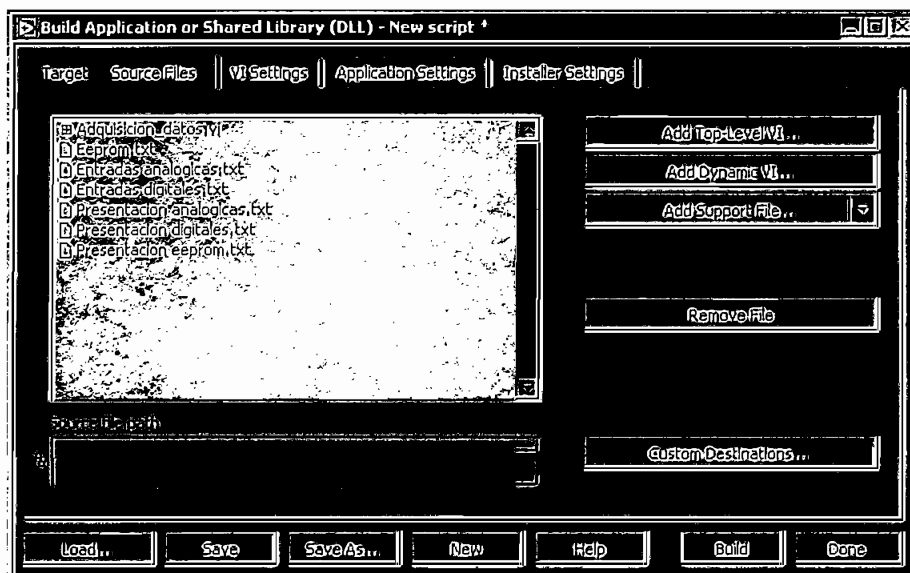 Build Application or Shared Library (DLL) - New script *
Target Source Files VI Settings Application Settings Installer Settings
Adquisicion_datos.vi
Eeprom.txt
Entradas analogicas.txt
Entradas digitales.txt
Presentacion analogicas.txt
Presentacion digitales.txt
Presentacion eeprom.txt
Add Top-Level VI...
Add Dynamic VI...
Add Support File...
Remove File
Source file path
Custom Destinations...
Load... Save Save As... New Help Build Done